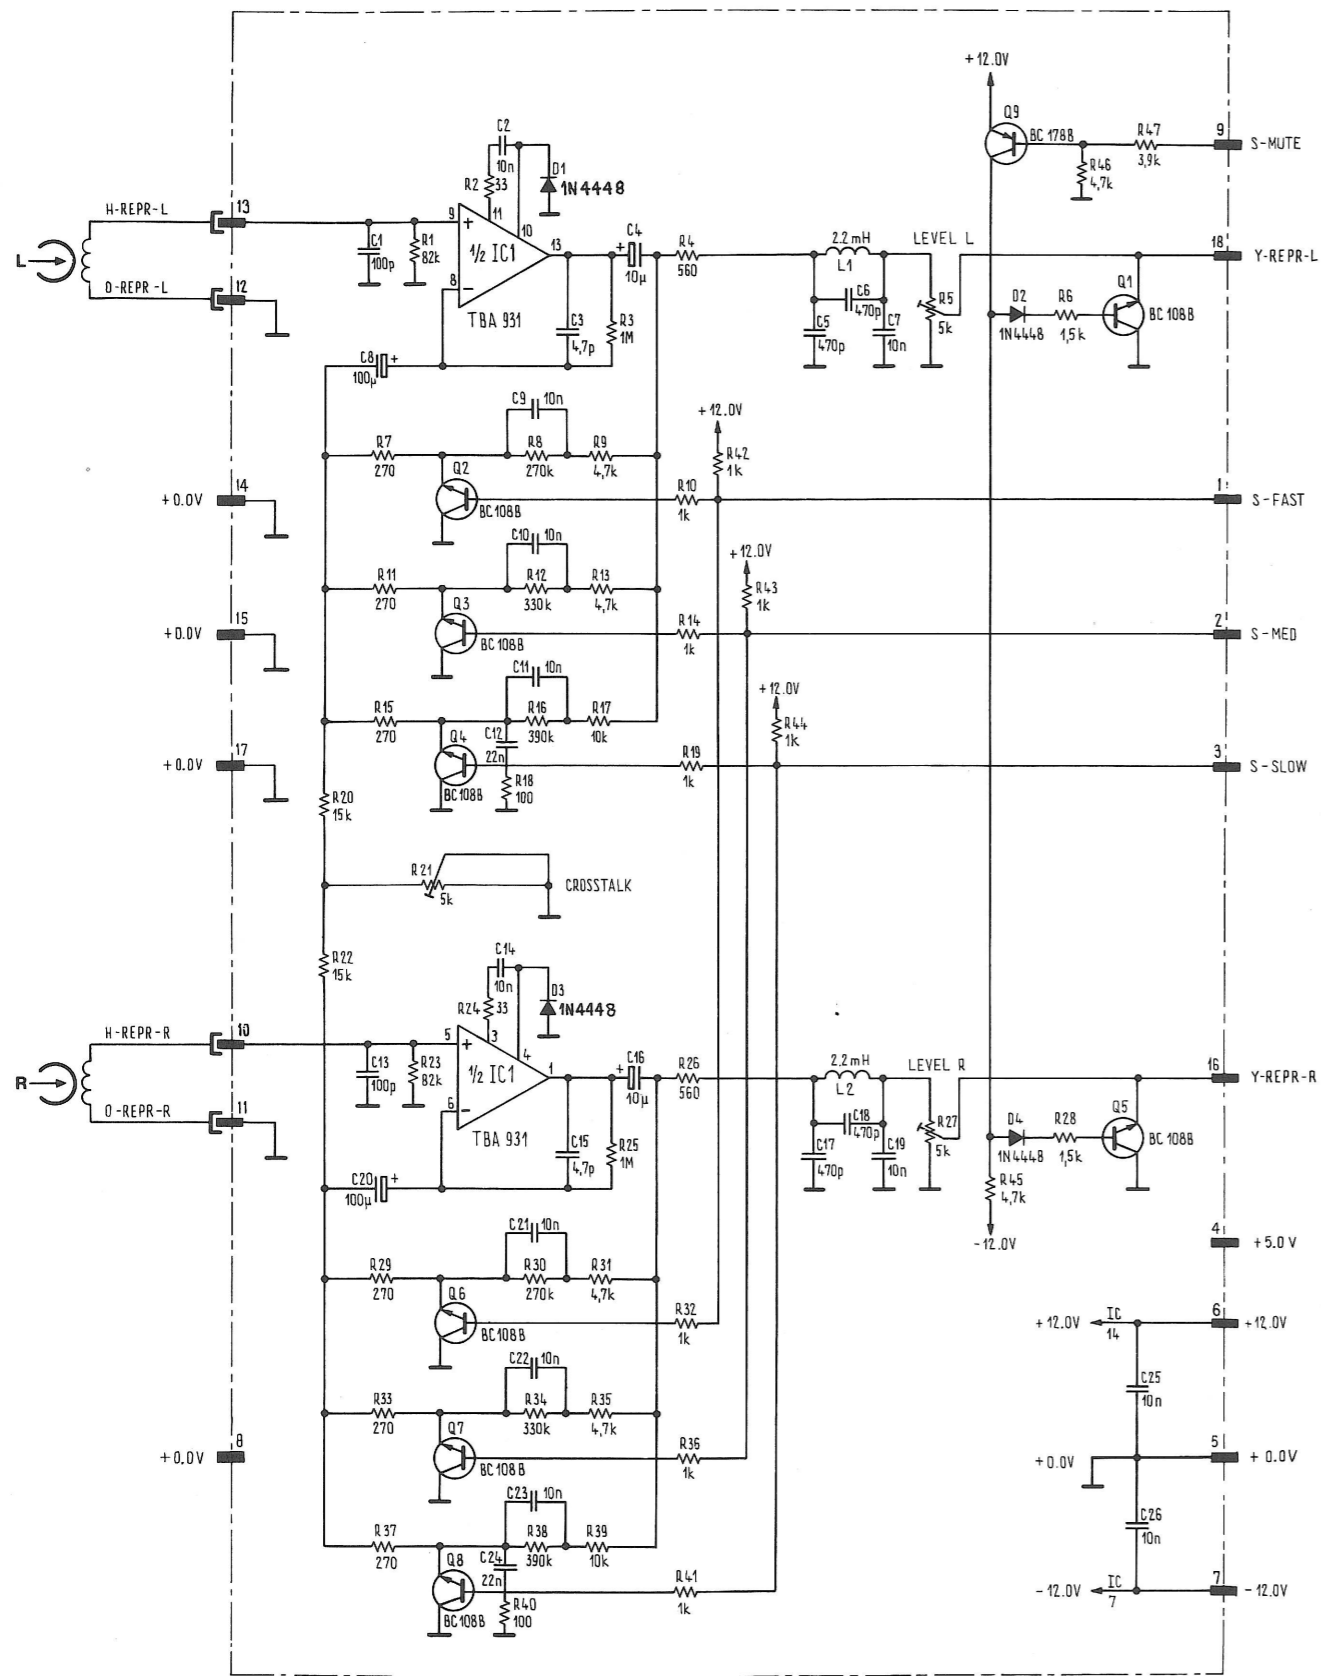 +12.0V
Q9
BC 178B
R47
3,9k
9
S-MUTE
R46
4,7k
C2
10n
R2
33
D1
1N4448
H-REPR-L
13
L
0-REPR-L
12
C1
100p
R1
82k
9
11
10
+
½ IC1
8
−
TBA 931
13
+
C4
10µ
C3
4,7p
R3
1M
C8
+
100µ
R4
560
2.2mH
L1
C6
470p
C5
470p
C7
10n
LEVEL L
R5
5k
D2
1N4448
R6
1,5k
Q1
BC 108B
18
Y-REPR-L
C9
10n
R7
270
R8
270k
R9
4,7k
Q2
BC108B
+12.0V
R42
1k
R10
1k
1
S-FAST
+0.0V
14
C10
10n
R11
270
R12
330k
R13
4,7k
Q3
BC108B
+12.0V
R43
1k
R14
1k
2
S-MED
+0.0V
15
C11
10n
R15
270
R16
390k
R17
10k
Q4
BC108B
C12
22n
R18
100
+12.0V
R44
1k
R19
1k
3
S-SLOW
+0.0V
17
R20
15k
R21
5k
CROSSTALK
R22
15k
C14
10n
R24
33
D3
1N4448
H-REPR-R
10
R
0-REPR-R
11
C13
100p
R23
82k
5
3
4
+
½ IC1
6
−
TBA 931
1
+
C16
10µ
C15
4,7p
R25
1M
C20
+
100µ
R26
560
2.2mH
L2
C18
470p
C17
470p
C19
10n
LEVEL R
R27
5k
D4
1N4448
R28
1,5k
Q5
BC 108B
16
Y-REPR-R
R45
4,7k
-12.0V
4
+5.0V
C21
10n
R29
270
R30
270k
R31
4,7k
Q6
BC108B
R32
1k
+12.0V
IC
14
6
+12.0V
C22
10n
R33
270
R34
330k
R35
4,7k
Q7
BC108B
R36
1k
C25
10n
+0.0V
8
+0.0V
5
+0.0V
C23
10n
R37
270
R38
390k
R39
10k
Q8
BC108B
C24
22n
R40
100
R41
1k
C26
10n
-12.0V
IC
7
7
-12.0V